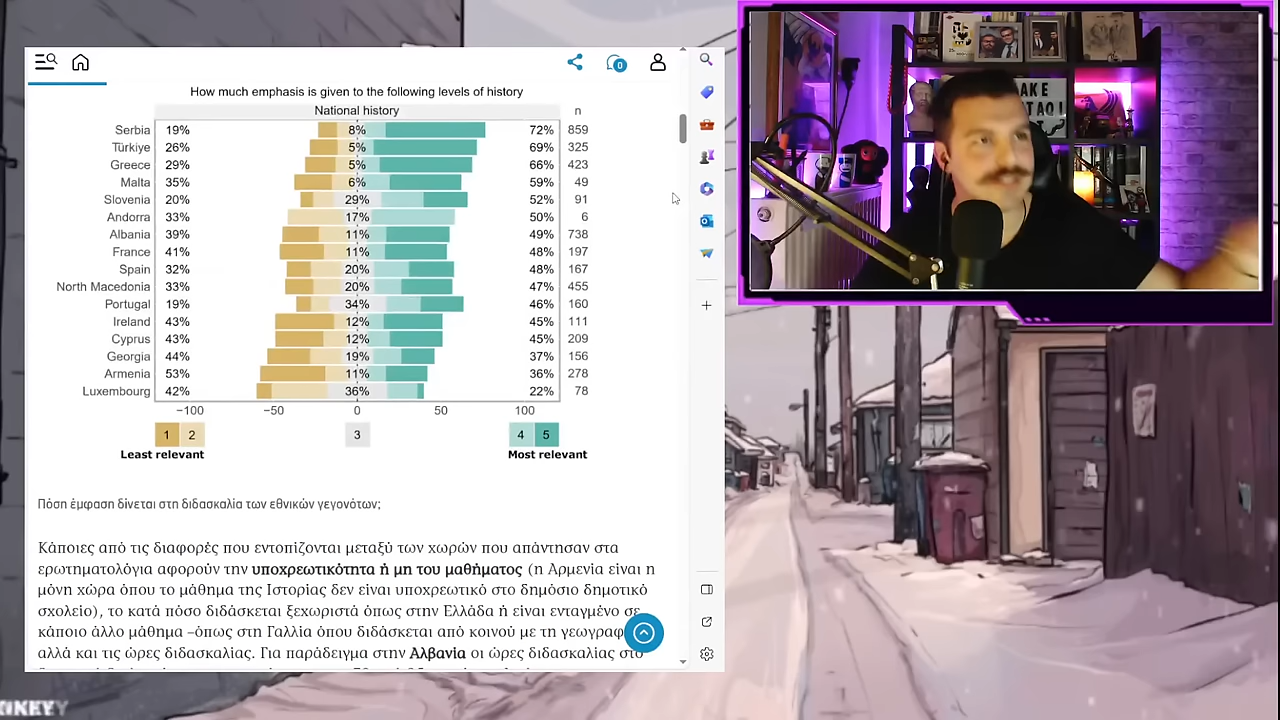 0
How much emphasis is given to the following levels of history
National history n
Serbia 19% 8% 72% 859
Türkiye 26% 5% 69% 325
Greece 29% 5% 66% 423
Malta 35% 6% 59% 49
Slovenia 20% 29% 52% 91
Andorra 33% 17% 50% 6
Albania 39% 11% 49% 738
France 41% 11% 48% 197
Spain 32% 20% 48% 167
North Macedonia 33% 20% 47% 455
Portugal 19% 34% 46% 160
Ireland 43% 12% 45% 111
Cyprus 43% 12% 45% 209
Georgia 44% 19% 37% 156
Armenia 53% 11% 36% 278
Luxembourg 42% 36% 22% 78
−100 −50 0 50 100
1 2 3 4 5
Least relevant Most relevant
Πόση έμφαση δίνεται στη διδασκαλία των εθνικών γεγονότων;
Κάποιες από τις διαφορές που εντοπίζονται μεταξύ των χωρών που απάντησαν στα
ερωτηματολόγια αφορούν την υποχρεωτικότητα ή μη του μαθήματος (η Αρμενία είναι η
μόνη χώρα όπου το μάθημα της Ιστορίας δεν είναι υποχρεωτικό στο δημόσιο δημοτικό
σχολείο), το κατά πόσο διδάσκεται ξεχωριστά όπως στην Ελλάδα ή είναι ενταγμένο σε
κάποιο άλλο μάθημα –όπως στη Γαλλία όπου διδάσκεται από κοινού με τη γεωγραφ
αλλά και τις ώρες διδασκαλίας. Για παράδειγμα στην Αλβανία οι ώρες διδασκαλίας στο
AKE